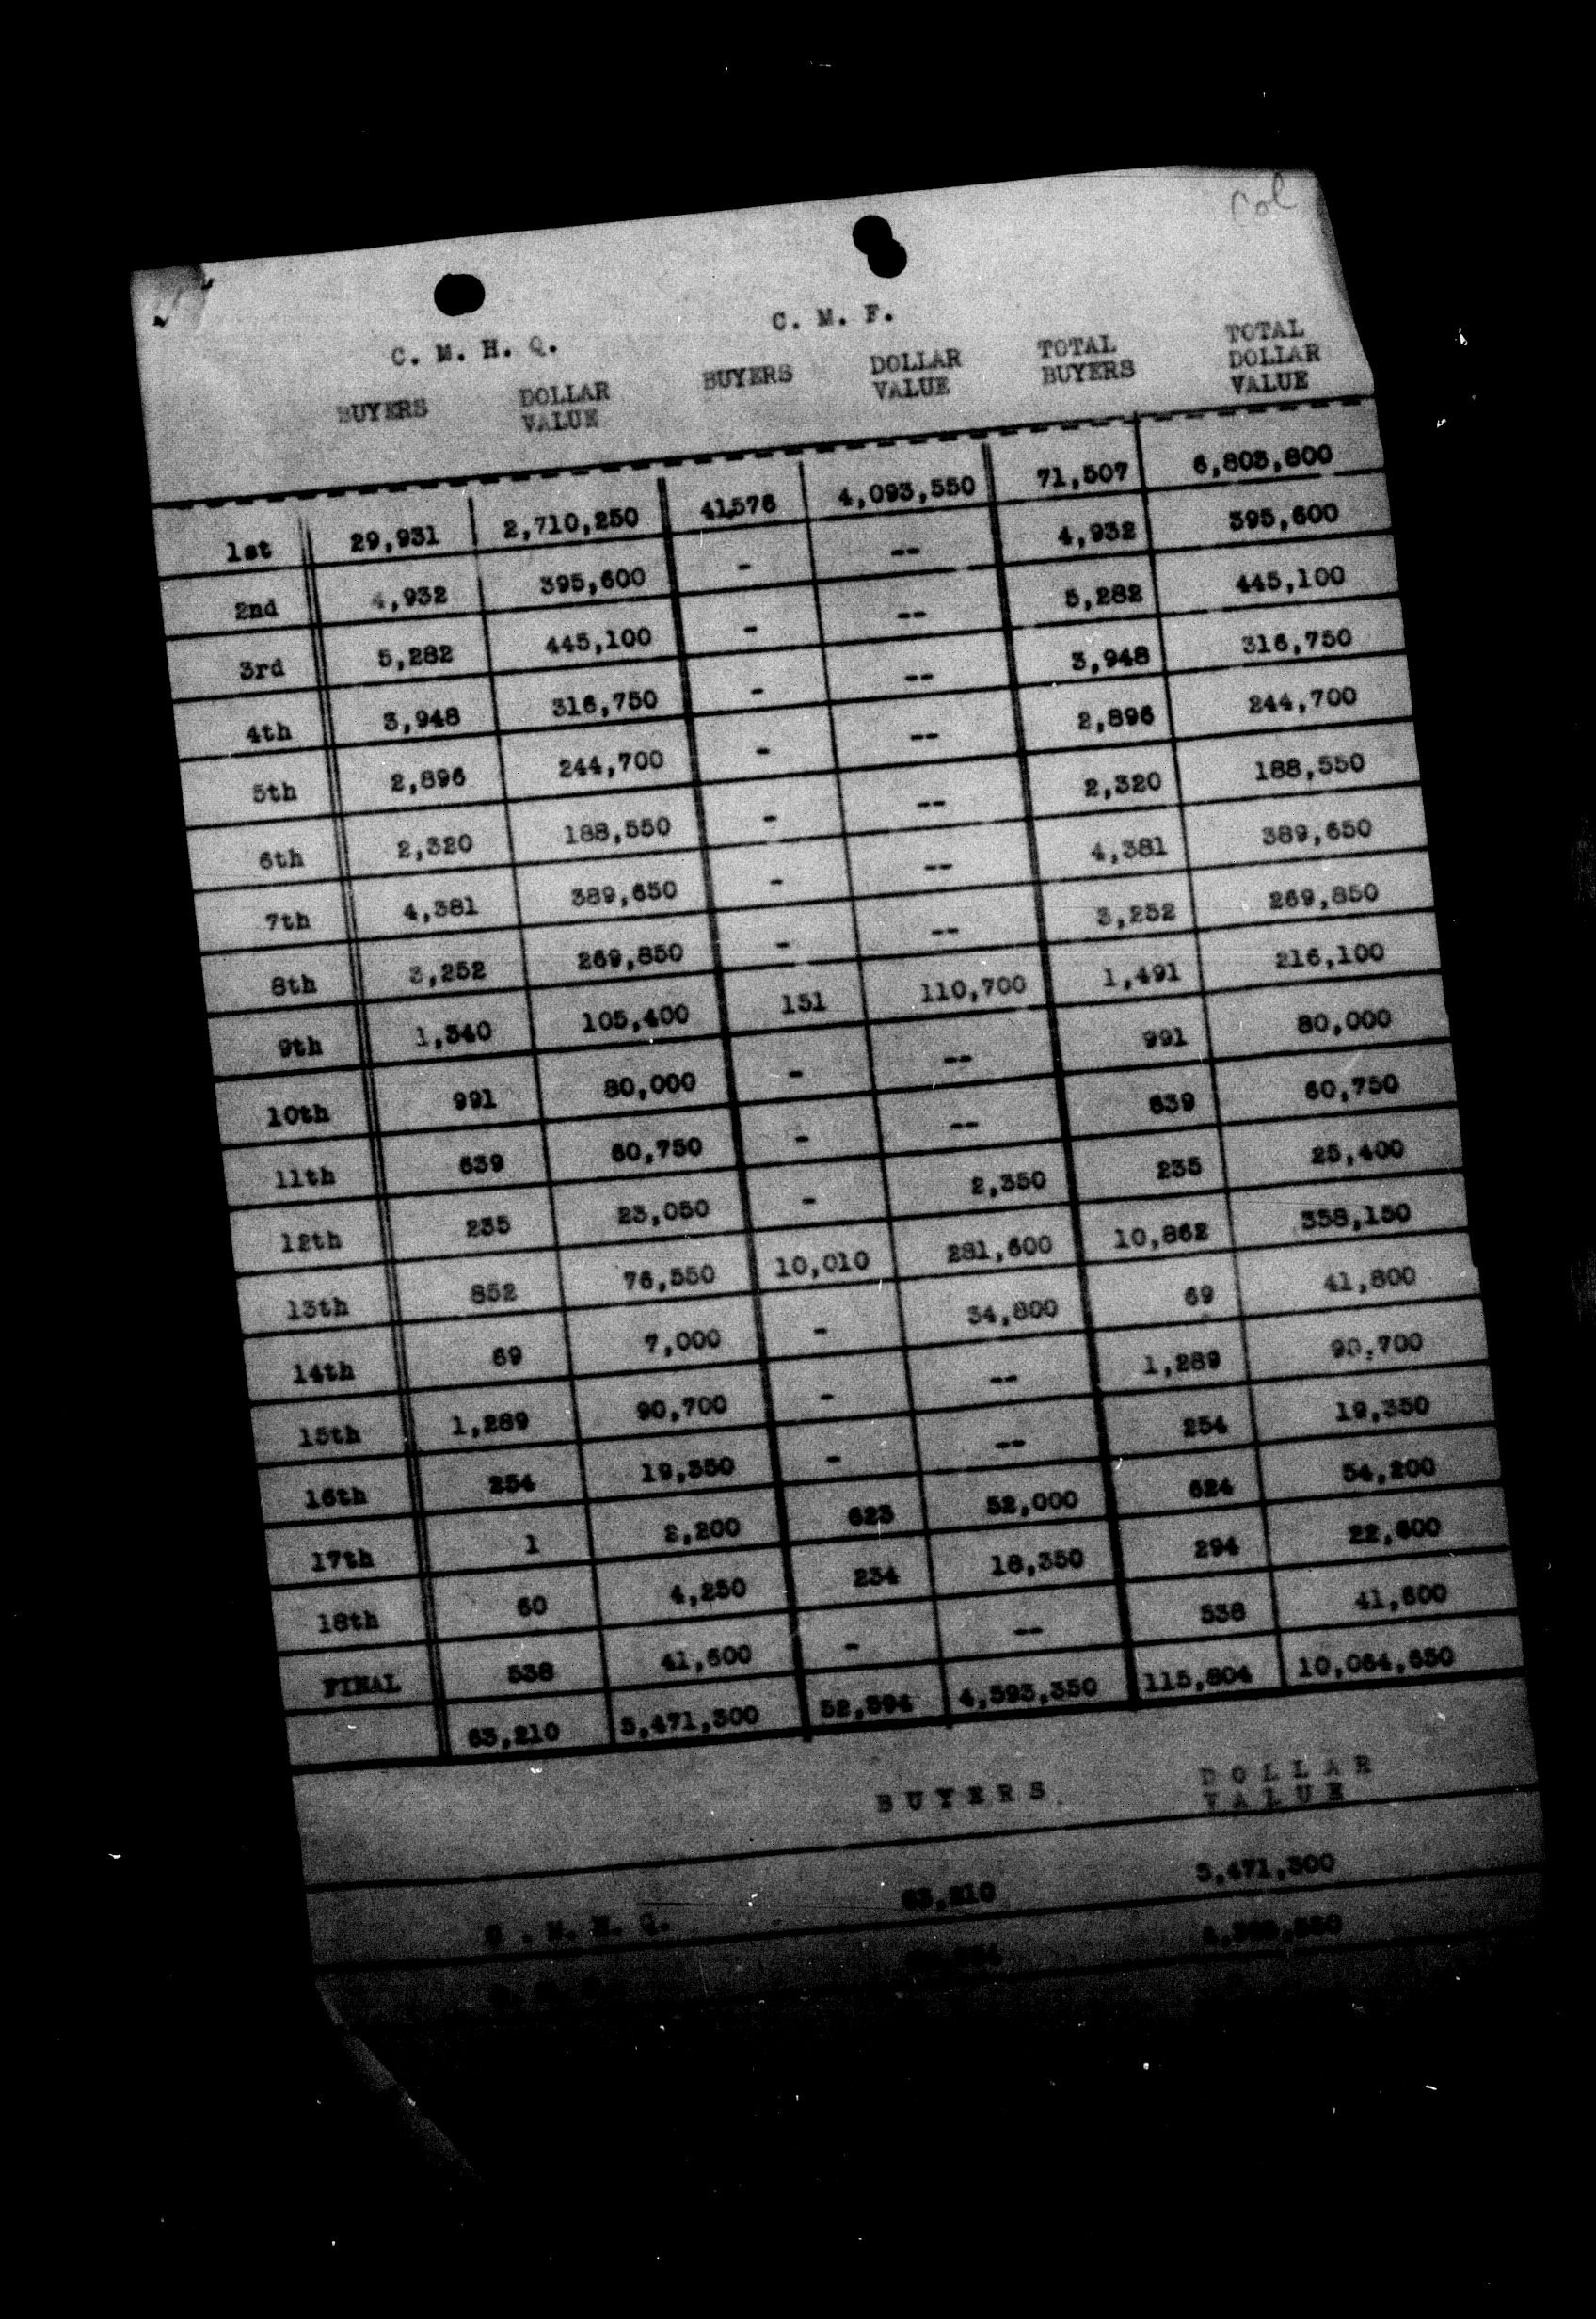 Col
C. M. H. Q. C. M. F.
BUYERS DOLLAR VALUE BUYERS DOLLAR VALUE TOTAL BUYERS TOTAL DOLLAR VALUE
1st 29,931 2,710,250 41,576 4,093,550 71,507 6,803,800
2nd 4,932 395,600 - -- 4,932 395,600
3rd 5,282 445,100 - -- 5,282 445,100
4th 3,948 316,750 - -- 3,948 316,750
5th 2,896 244,700 - -- 2,896 244,700
6th 2,320 188,550 - -- 2,320 188,550
7th 4,381 389,650 - -- 4,381 389,650
8th 3,252 269,850 - -- 3,252 269,850
9th 1,340 105,400 151 110,700 1,491 216,100
10th 991 80,000 - -- 991 80,000
11th 639 60,750 - -- 639 60,750
12th 235 23,050 - 2,350 235 25,400
13th 852 76,550 10,010 281,600 10,862 358,150
14th 69 7,000 - 34,800 69 41,800
15th 1,289 90,700 - -- 1,289 90,700
16th 254 19,350 - -- 254 19,350
17th 1 2,200 623 52,000 624 54,200
18th 60 4,250 234 18,350 294 22,600
FINAL 538 41,600 - -- 538 41,600
63,210 5,471,300 52,594 4,593,350 115,804 10,064,650
BUYERS DOLLAR VALUE
C. M. H. Q. 63,210 5,471,300